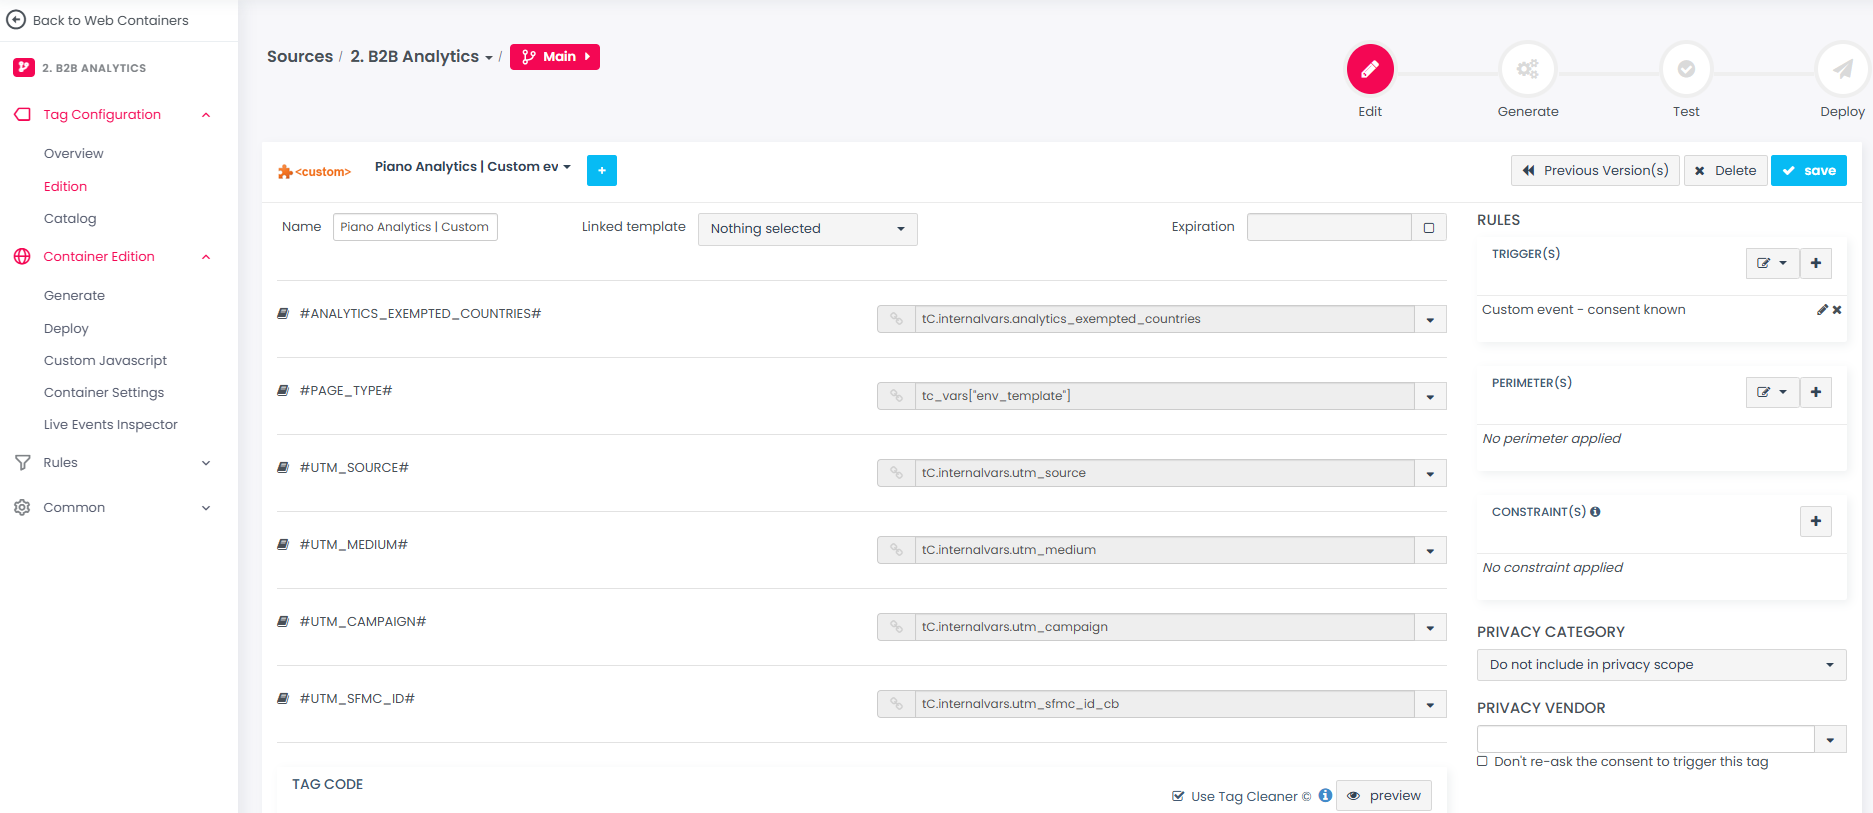 Back to Web Containers
2. B2B ANALYTICS
Tag Configuration
Overview
Edition
Catalog
Container Edition
Generate
Deploy
Custom Javascript
Container Settings
Live Events Inspector
Rules
Common
Sources / 2. B2B Analytics / Main
Edit
Generate
Test
Deploy
<custom>
Piano Analytics | Custom ev
+
Previous Version(s)
Delete
save
Name
Piano Analytics | Custom
Linked template
Nothing selected
Expiration
#ANALYTICS_EXEMPTED_COUNTRIES#
tC.internalvars.analytics_exempted_countries
#PAGE_TYPE#
tc_vars["env_template"]
#UTM_SOURCE#
tC.internalvars.utm_source
#UTM_MEDIUM#
tC.internalvars.utm_medium
#UTM_CAMPAIGN#
tC.internalvars.utm_campaign
#UTM_SFMC_ID#
tC.internalvars.utm_sfmc_id_cb
TAG CODE
Use Tag Cleaner ©
preview
RULES
TRIGGER(S)
Custom event - consent known
PERIMETER(S)
No perimeter applied
CONSTRAINT(S)
No constraint applied
PRIVACY CATEGORY
Do not include in privacy scope
PRIVACY VENDOR
Don't re-ask the consent to trigger this tag